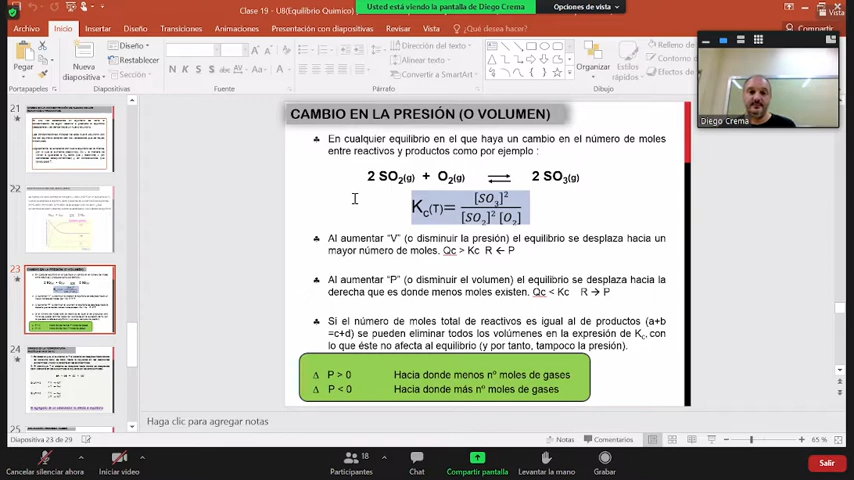 Clase 19 - U8(Equilibrio Quimico)
Usted está viendo la pantalla de Diego Crema
Opciones de vista
Vista
Archivo Inicio Insertar Diseño Transiciones Animaciones Presentación con diapositivas Revisar Vista ¿Qué desea hacer?
Compartir
Pegar
Portapapeles
Nueva diapositiva
Diseño
Restablecer
Sección
Diapositivas
N K S
Fuente
Dirección del texto
Alinear texto
Convertir a SmartArt
Párrafo
Organizar
Estilos rápidos
Dibujo
Relleno de
Contorno
Efectos de
Diego Crema
21
22
23
24
25
CAMBIO EN LA PRESIÓN (O VOLUMEN)
♣ En cualquier equilibrio en el que haya un cambio en el número de moles
entre reactivos y productos como por ejemplo :
2 SO2(g) + O2(g) ⇌ 2 SO3(g)
Kc(T)= [SO3]² / [SO2]² [O2]
♣ Al aumentar “V” (o disminuir la presión) el equilibrio se desplaza hacia un
mayor número de moles. Qc > Kc R ← P
♣ Al aumentar “P” (o disminuir el volumen) el equilibrio se desplaza hacia la
derecha que es donde menos moles existen. Qc < Kc R → P
♣ Si el número de moles total de reactivos es igual al de productos (a+b
=c+d) se pueden eliminar todos los volúmenes en la expresión de Kc, con
lo que éste no afecta al equilibrio (y por tanto, tampoco la presión).
Δ P > 0 Hacia donde menos nº moles de gases
Δ P < 0 Hacia donde más nº moles de gases
Haga clic para agregar notas
Diapositiva 23 de 29
Notas
Comentarios
65 %
Cancelar silenciar ahora
Iniciar video
Participantes
18
Chat
Compartir pantalla
Levantar la mano
Grabar
Salir